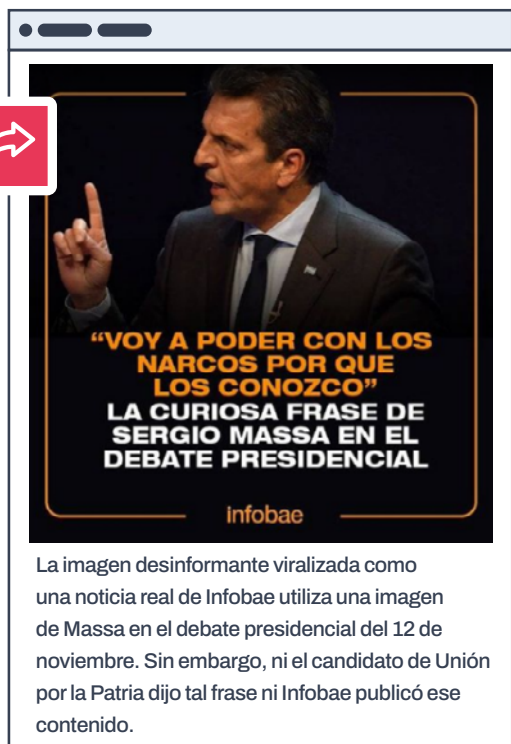 “VOY A PODER CON LOS
NARCOS POR QUE
LOS CONOZCO”
LA CURIOSA FRASE DE
SERGIO MASSA EN EL
DEBATE PRESIDENCIAL
infobae
La imagen desinformante viralizada como
una noticia real de Infobae utiliza una imagen
de Massa en el debate presidencial del 12 de
noviembre. Sin embargo, ni el candidato de Unión
por la Patria dijo tal frase ni Infobae publicó ese
contenido.